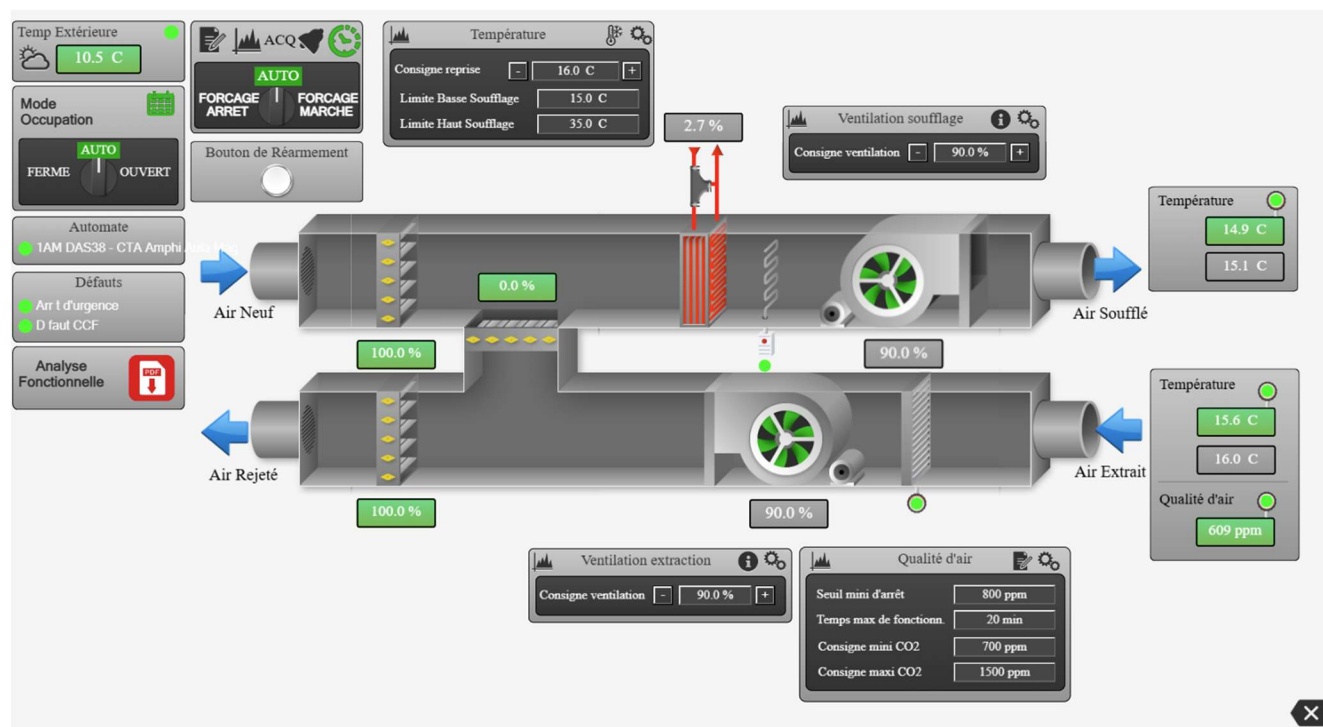 Temp Extérieure
10.5 C
ACQ
AUTO
FORCAGE ARRET
FORCAGE MARCHE
Mode
Occupation
AUTO
FERME
OUVERT
Bouton de Réarmement
Automate
1AM DAS38 - CTA Amphi
Défauts
Arr t d'urgence
D faut CCF
Analyse
Fonctionnelle
PDF
Température
Consigne reprise - 16.0 C +
Limite Basse Soufflage 15.0 C
Limite Haut Soufflage 35.0 C
2.7 %
Ventilation soufflage
Consigne ventilation - 90.0 % +
Température
14.9 C
15.1 C
Air Neuf
0.0 %
Air Soufflé
100.0 %
90.0 %
Température
15.6 C
16.0 C
Qualité d'air
609 ppm
Air Rejeté
Air Extrait
100.0 %
90.0 %
Ventilation extraction
Consigne ventilation - 90.0 % +
Qualité d'air
Seuil mini d'arrêt 800 ppm
Temps max de fonctionn. 20 min
Consigne mini CO2 700 ppm
Consigne maxi CO2 1500 ppm